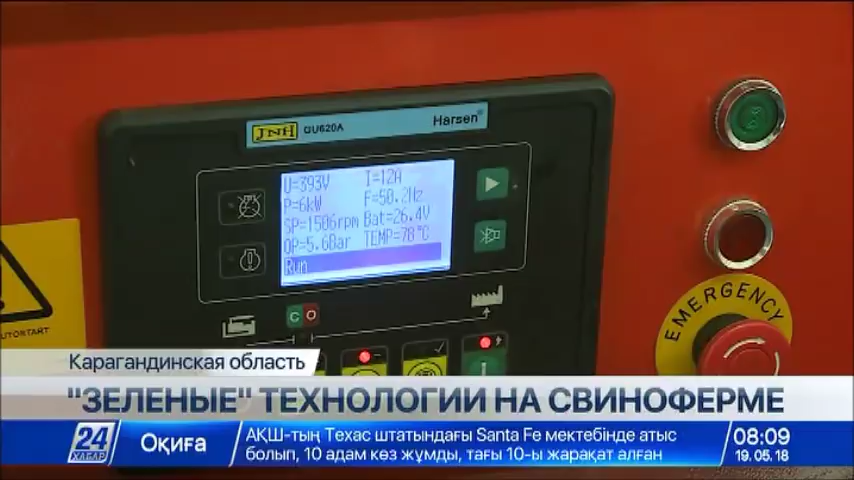 JNH GU620A Harsen
U=393V I=12A
P=6kW F=50.2Hz
SP=1506rpm Bat=26.4V
OP=5.6Bar TEMP=78°C
Run
C O
EMERGENCY
AUTOSTART
Карагандинская область
"ЗЕЛЕНЫЕ" ТЕХНОЛОГИИ НА СВИНОФЕРМЕ
24 ХАБАР
Оқиға
АҚШ-тың Техас штатындағы Santa Fe мектебінде атыс
болып, 10 адам көз жұмды, тағы 10-ы жарақат алған
08:09
19.05.18